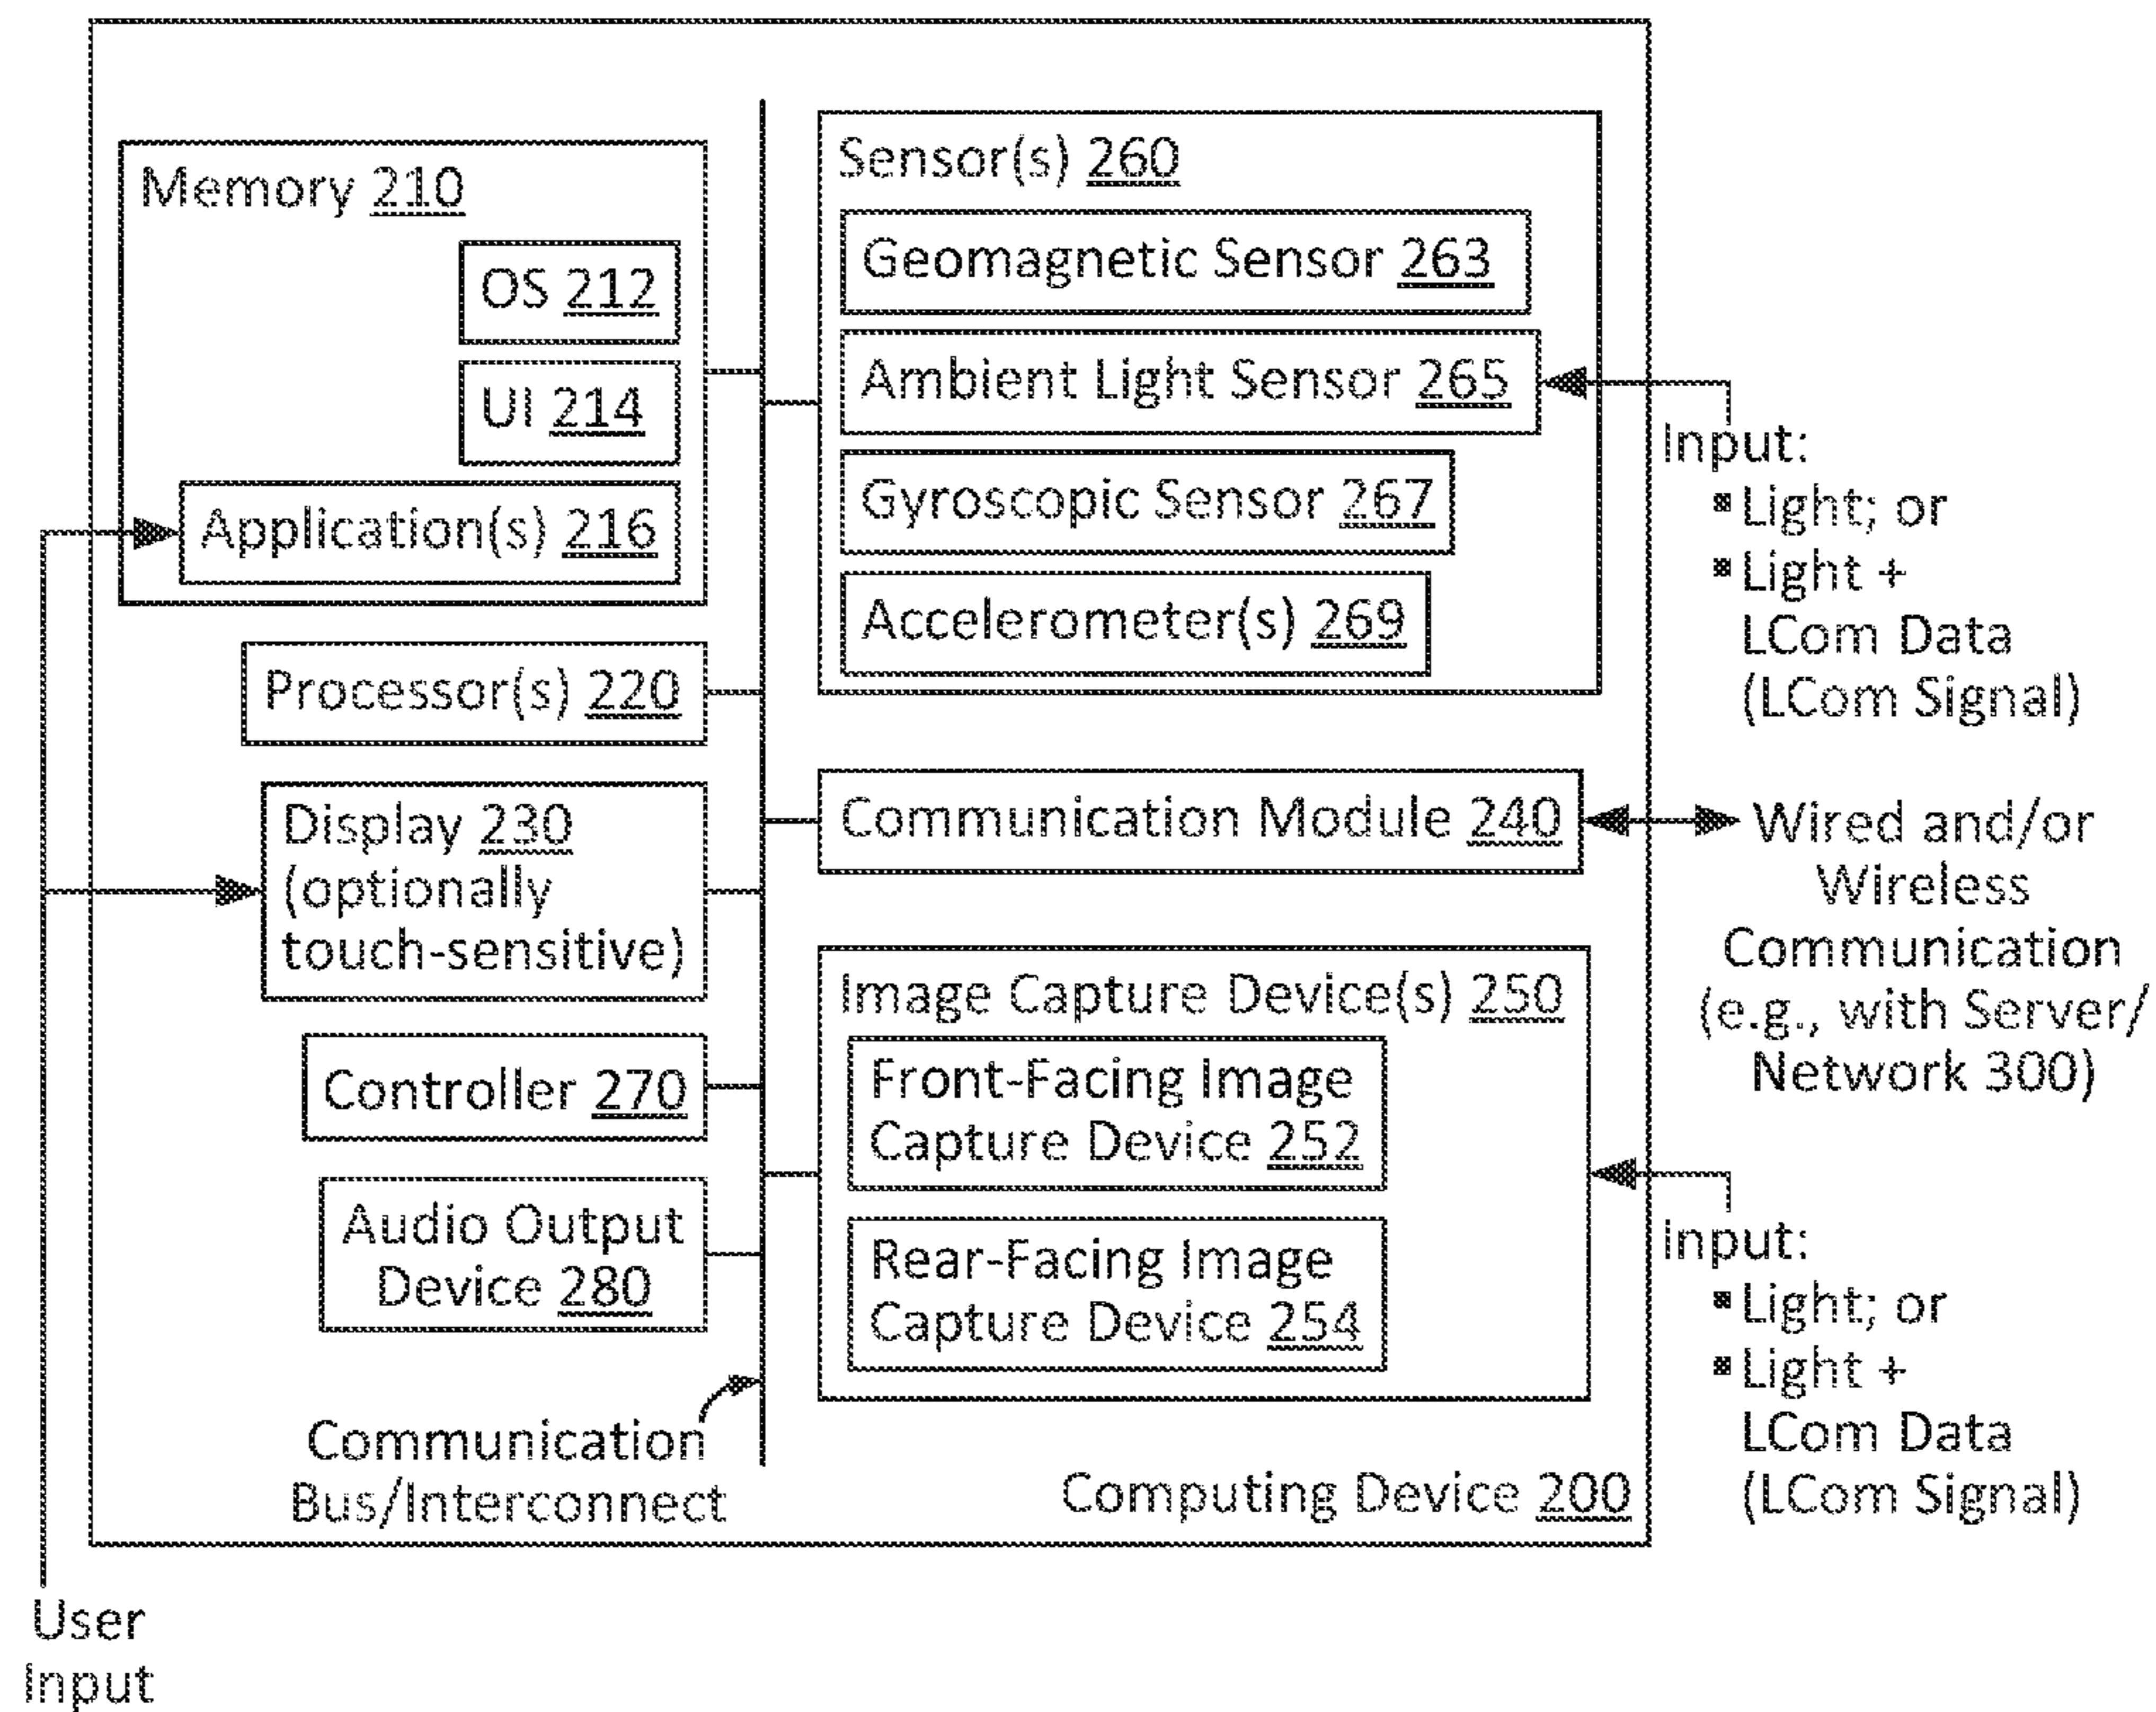 Memory 210
OS 212
UI 214
Application(s) 216
Processor(s) 220
Display 230
(optionally
touch-sensitive)
Controller 270
Audio Output
Device 280
Communication
Bus/Interconnect
Sensor(s) 260
Geomagnetic Sensor 263
Ambient Light Sensor 265
Gyroscopic Sensor 267
Accelerometer(s) 269
Communication Module 240
Image Capture Device(s) 250
Front-Facing Image
Capture Device 252
Rear-Facing Image
Capture Device 254
Computing Device 200
Input:
▪ Light; or
▪ Light +
LCom Data
(LCom Signal)
Wired and/or
Wireless
Communication
(e.g., with Server/
Network 300)
Input:
▪ Light; or
▪ Light +
LCom Data
(LCom Signal)
User
Input